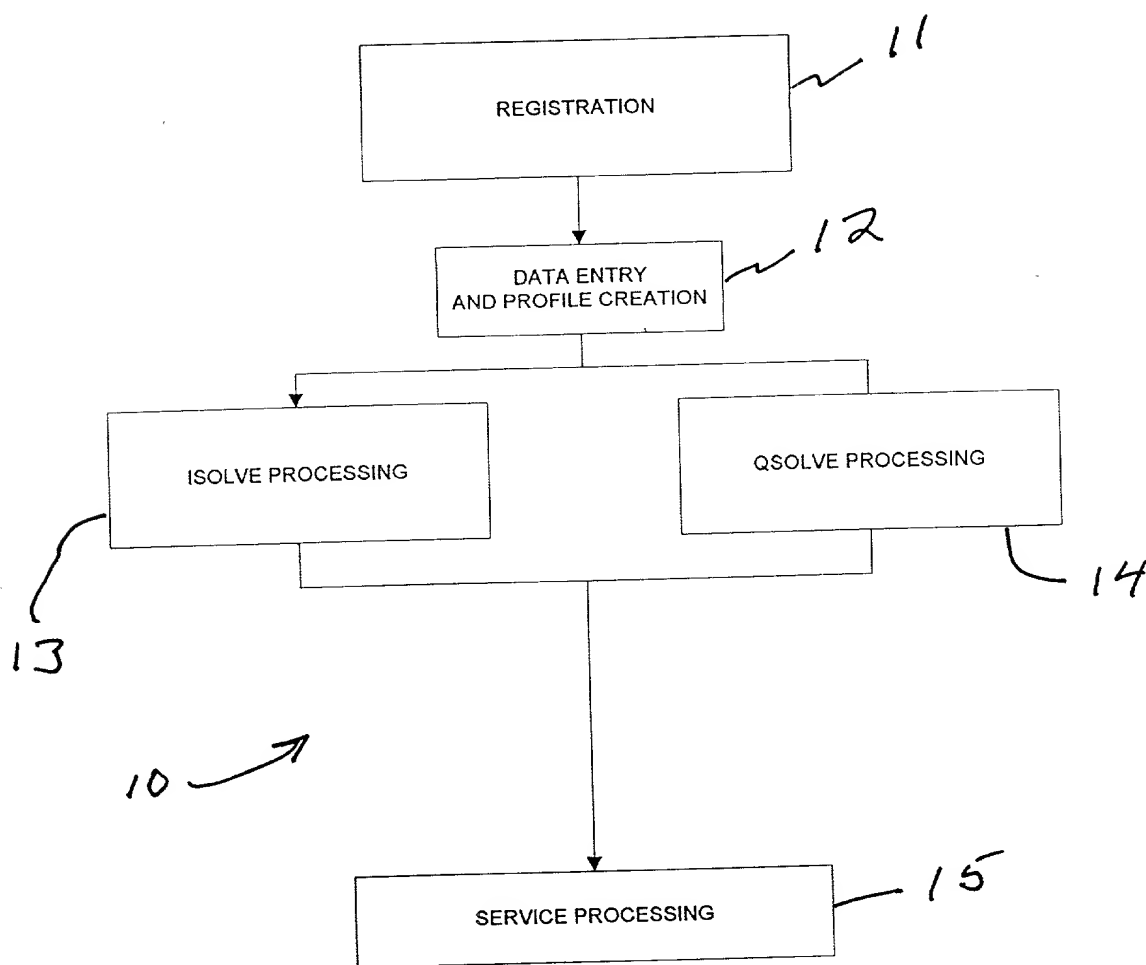 11
REGISTRATION
12
DATA ENTRY
AND PROFILE CREATION
ISOLVE PROCESSING
QSOLVE PROCESSING
13
14
10
15
SERVICE PROCESSING